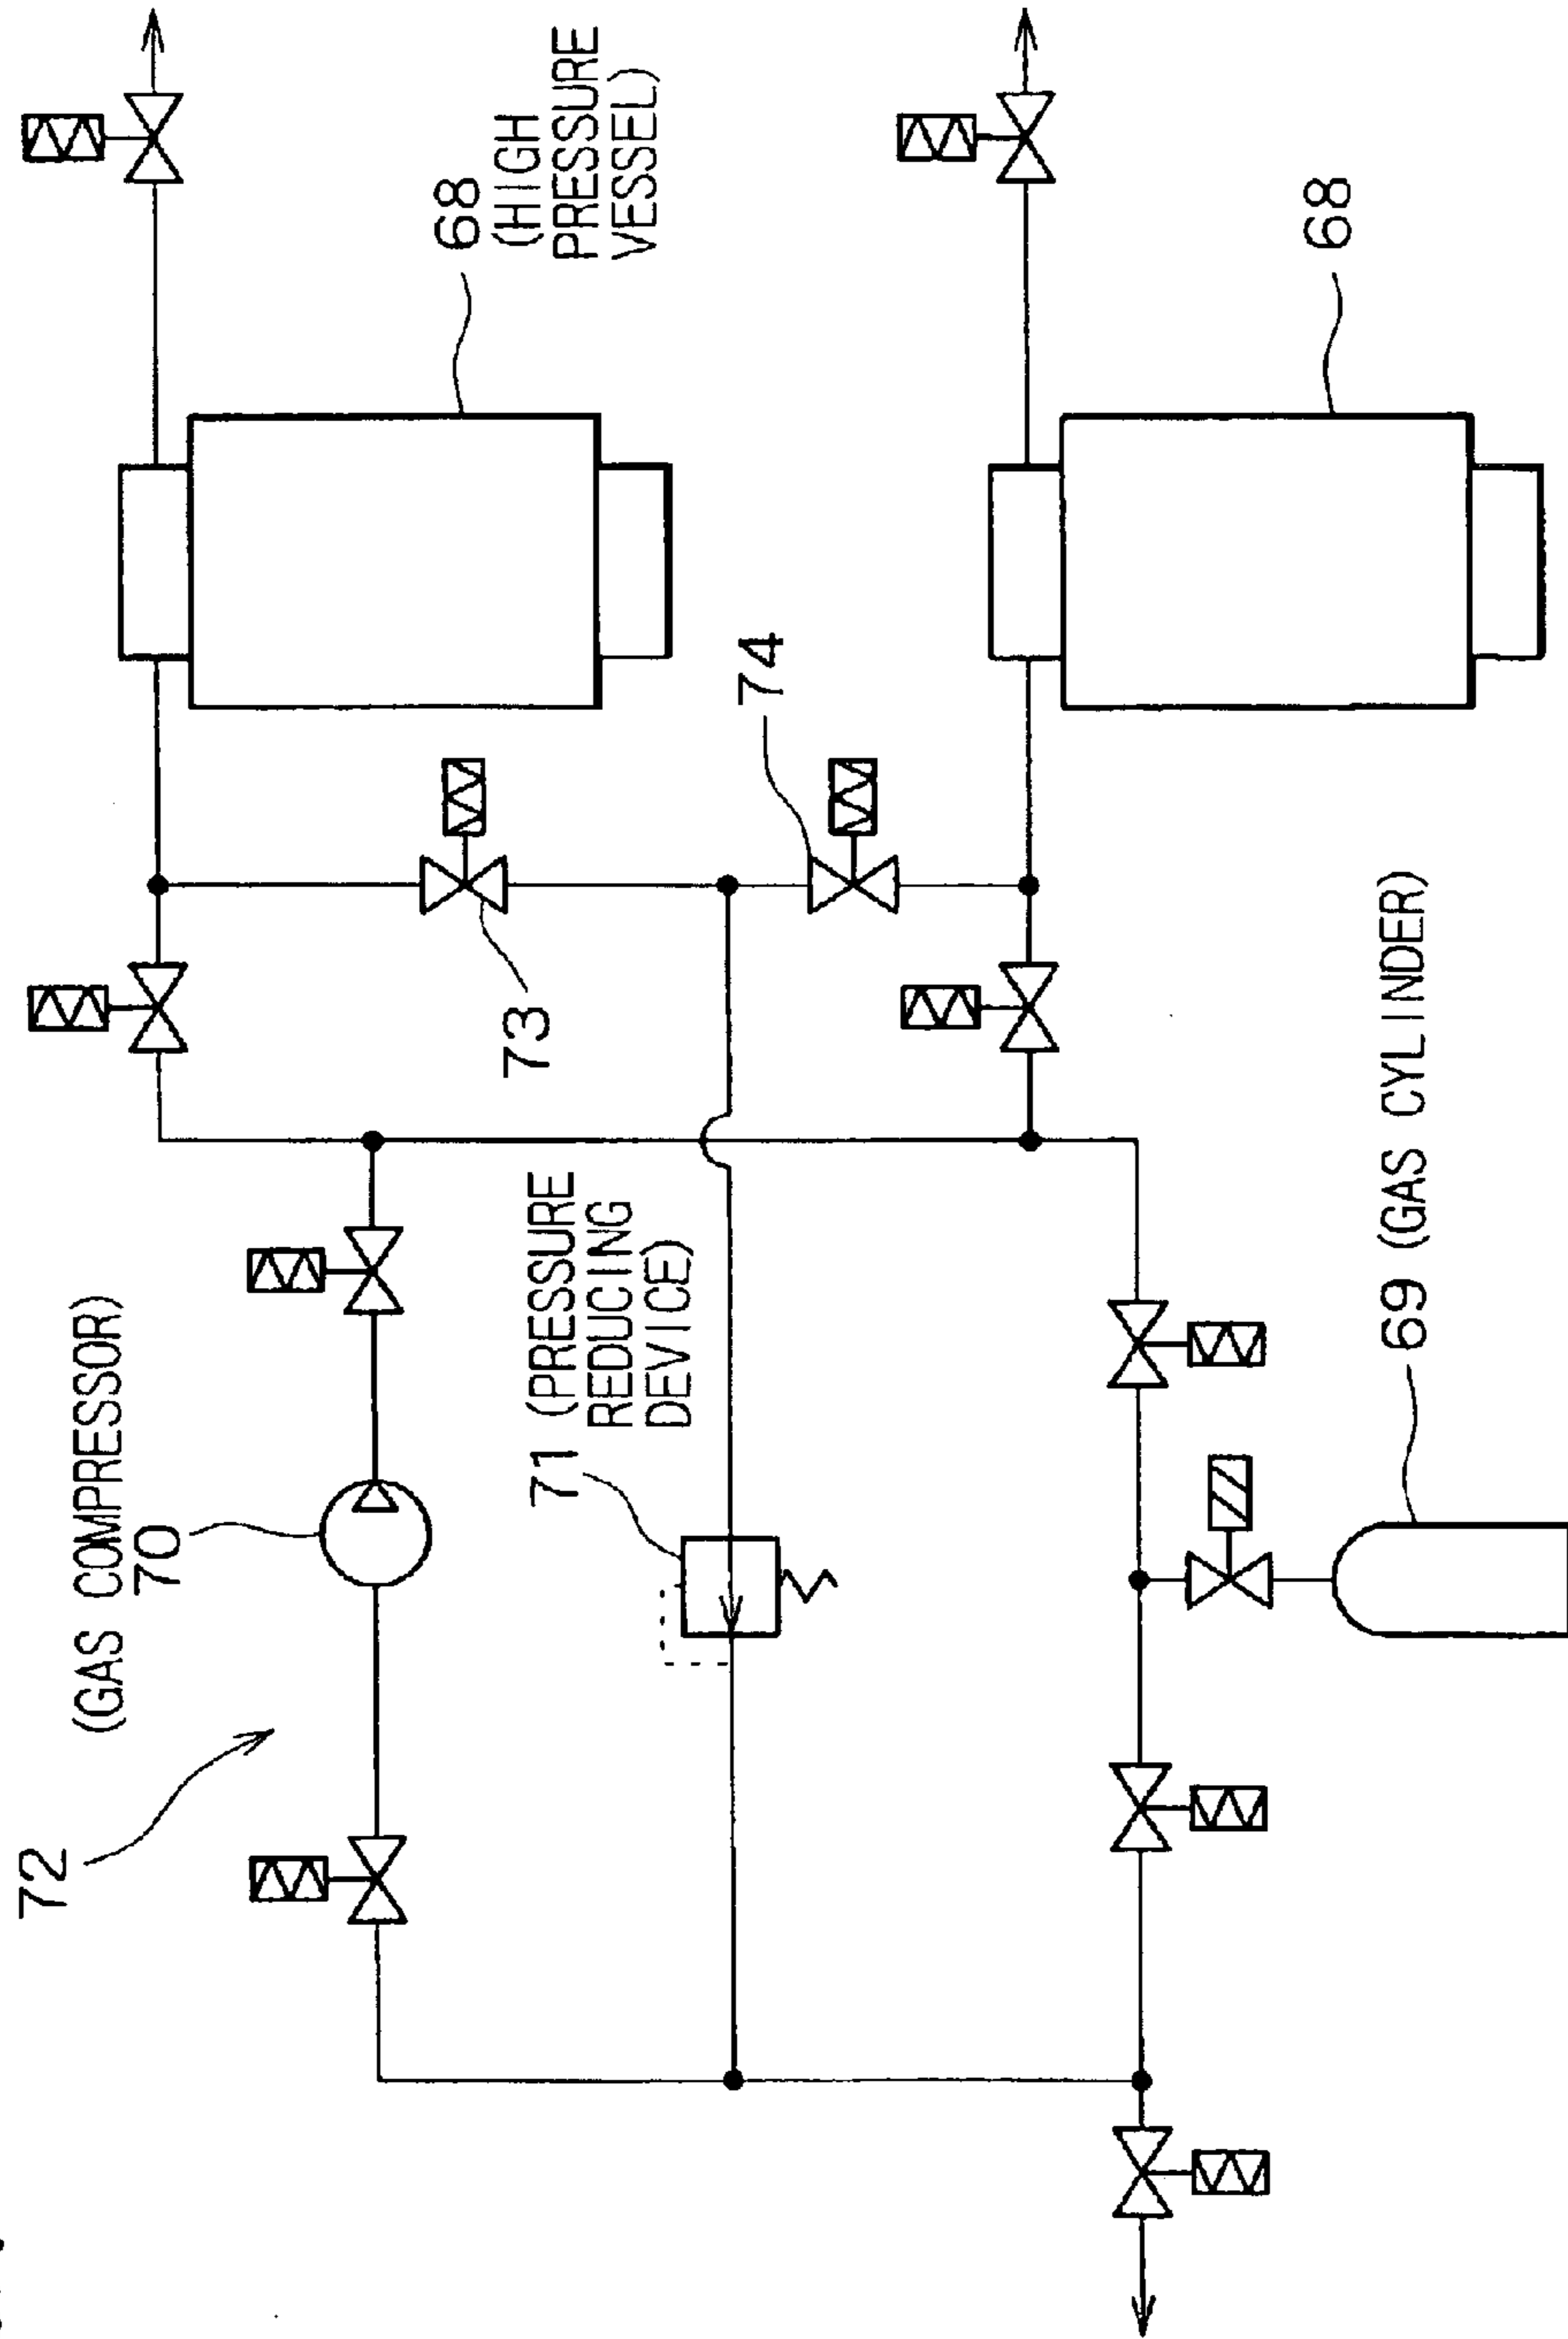 72
(GAS COMPRESSOR)
70
68
(HIGH
PRESSURE
VESSEL)
73
71 (PRESSURE
REDUCING
DEVICE)
74
68
69 (GAS CYLINDER)